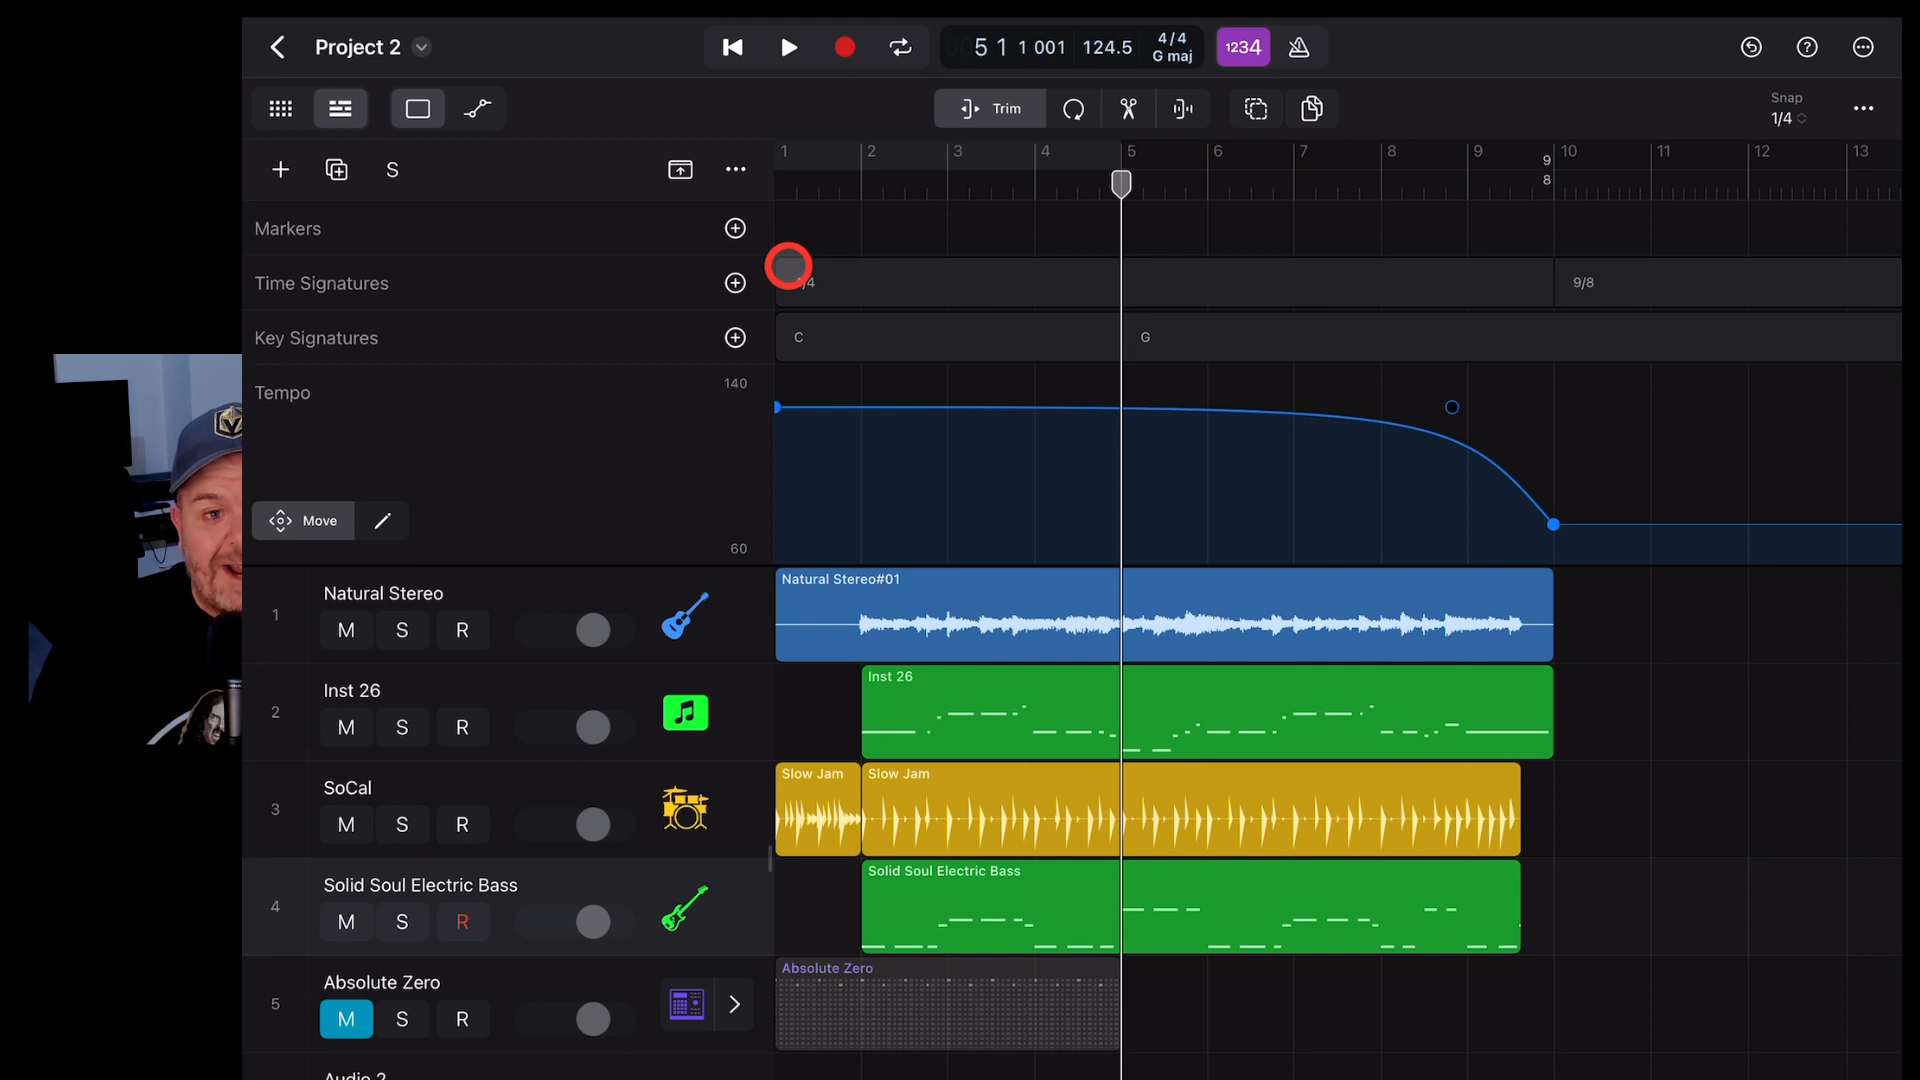 Project 2
5 1 1 001
124.5
4/4
G maj
1234
Trim
Snap
1/4
S
1 2 3 4 5 6 7 8 9 10 11 12 13
9
8
Markers
Time Signatures
/4
9/8
Key Signatures
C
G
Tempo
140
Move
60
1
Natural Stereo
M S R
Natural Stereo#01
2
Inst 26
M S R
Inst 26
3
SoCal
M S R
Slow Jam
Slow Jam
4
Solid Soul Electric Bass
M S R
Solid Soul Electric Bass
5
Absolute Zero
M S R
Absolute Zero
Audio 2